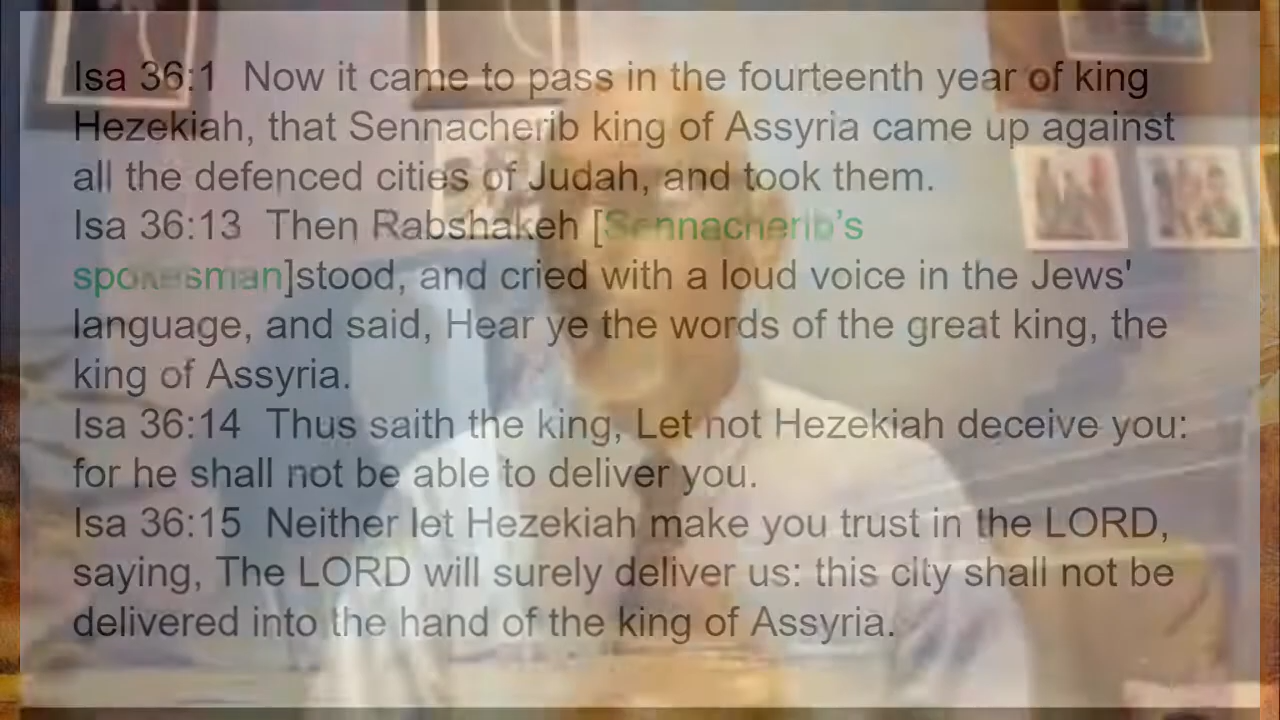 Isa 36:1  Now it came to pass in the fourteenth year of king
Hezekiah, that Sennacherib king of Assyria came up against
all the defenced cities of Judah, and took them.
Isa 36:13  Then Rabshakeh [Sennacherib's
spokesman]stood, and cried with a loud voice in the Jews'
language, and said, Hear ye the words of the great king, the
king of Assyria.
Isa 36:14  Thus saith the king, Let not Hezekiah deceive you:
for he shall not be able to deliver you.
Isa 36:15  Neither let Hezekiah make you trust in the LORD,
saying, The LORD will surely deliver us: this city shall not be
delivered into the hand of the king of Assyria.